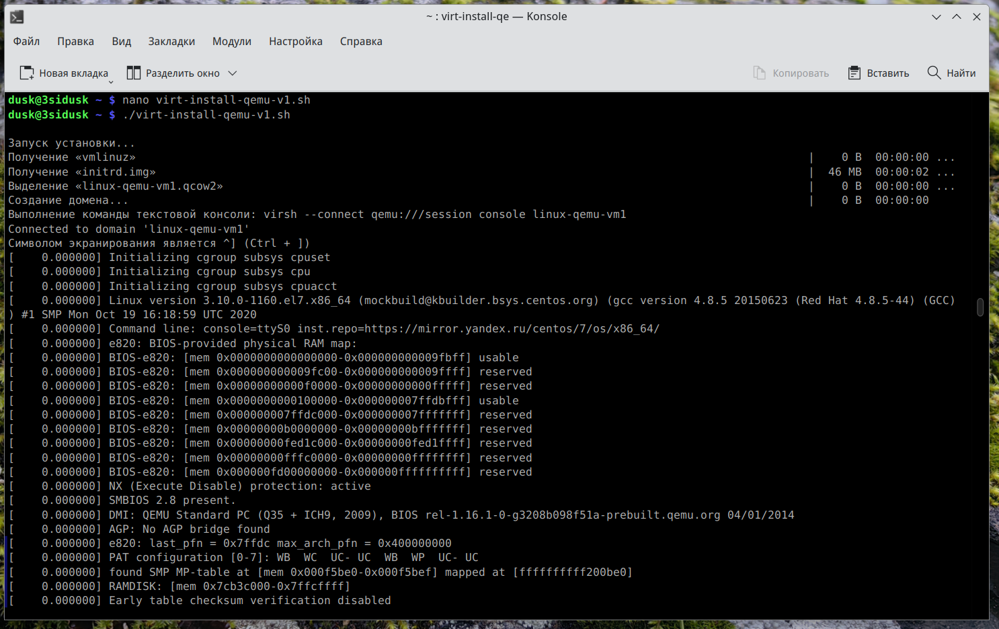 ~ : virt-install-qe — Konsole
Файл Правка Вид Закладки Модули Настройка Справка
Новая вкладка Разделить окно Копировать Вставить Найти
dusk@3sidusk ~ $ nano virt-install-qemu-v1.sh
dusk@3sidusk ~ $ ./virt-install-qemu-v1.sh
Запуск установки...
Получение «vmlinuz» | 0 B 00:00:00 ...
Получение «initrd.img» | 46 MB 00:00:02 ...
Выделение «linux-qemu-vm1.qcow2» | 0 B 00:00:00 ...
Создание домена... | 0 B 00:00:00
Выполнение команды текстовой консоли: virsh --connect qemu:///session console linux-qemu-vm1
Connected to domain 'linux-qemu-vm1'
Символом экранирования является ^] (Ctrl + ])
[    0.000000] Initializing cgroup subsys cpuset
[    0.000000] Initializing cgroup subsys cpu
[    0.000000] Initializing cgroup subsys cpuacct
[    0.000000] Linux version 3.10.0-1160.el7.x86_64 (mockbuild@kbuilder.bsys.centos.org) (gcc version 4.8.5 20150623 (Red Hat 4.8.5-44) (GCC)
) #1 SMP Mon Oct 19 16:18:59 UTC 2020
[    0.000000] Command line: console=ttyS0 inst.repo=https://mirror.yandex.ru/centos/7/os/x86_64/
[    0.000000] e820: BIOS-provided physical RAM map:
[    0.000000] BIOS-e820: [mem 0x0000000000000000-0x000000000009fbff] usable
[    0.000000] BIOS-e820: [mem 0x000000000009fc00-0x000000000009ffff] reserved
[    0.000000] BIOS-e820: [mem 0x00000000000f0000-0x00000000000fffff] reserved
[    0.000000] BIOS-e820: [mem 0x0000000000100000-0x000000007ffdbfff] usable
[    0.000000] BIOS-e820: [mem 0x000000007ffdc000-0x000000007fffffff] reserved
[    0.000000] BIOS-e820: [mem 0x00000000b0000000-0x00000000bfffffff] reserved
[    0.000000] BIOS-e820: [mem 0x00000000fed1c000-0x00000000fed1ffff] reserved
[    0.000000] BIOS-e820: [mem 0x00000000fffc0000-0x00000000ffffffff] reserved
[    0.000000] BIOS-e820: [mem 0x000000fd00000000-0x000000ffffffffff] reserved
[    0.000000] NX (Execute Disable) protection: active
[    0.000000] SMBIOS 2.8 present.
[    0.000000] DMI: QEMU Standard PC (Q35 + ICH9, 2009), BIOS rel-1.16.1-0-g3208b098f51a-prebuilt.qemu.org 04/01/2014
[    0.000000] AGP: No AGP bridge found
[    0.000000] e820: last_pfn = 0x7ffdc max_arch_pfn = 0x400000000
[    0.000000] PAT configuration [0-7]: WB  WC  UC- UC  WB  WP  UC- UC
[    0.000000] found SMP MP-table at [mem 0x000f5be0-0x000f5bef] mapped at [ffffffffff200be0]
[    0.000000] RAMDISK: [mem 0x7cb3c000-0x7ffcffff]
[    0.000000] Early table checksum verification disabled